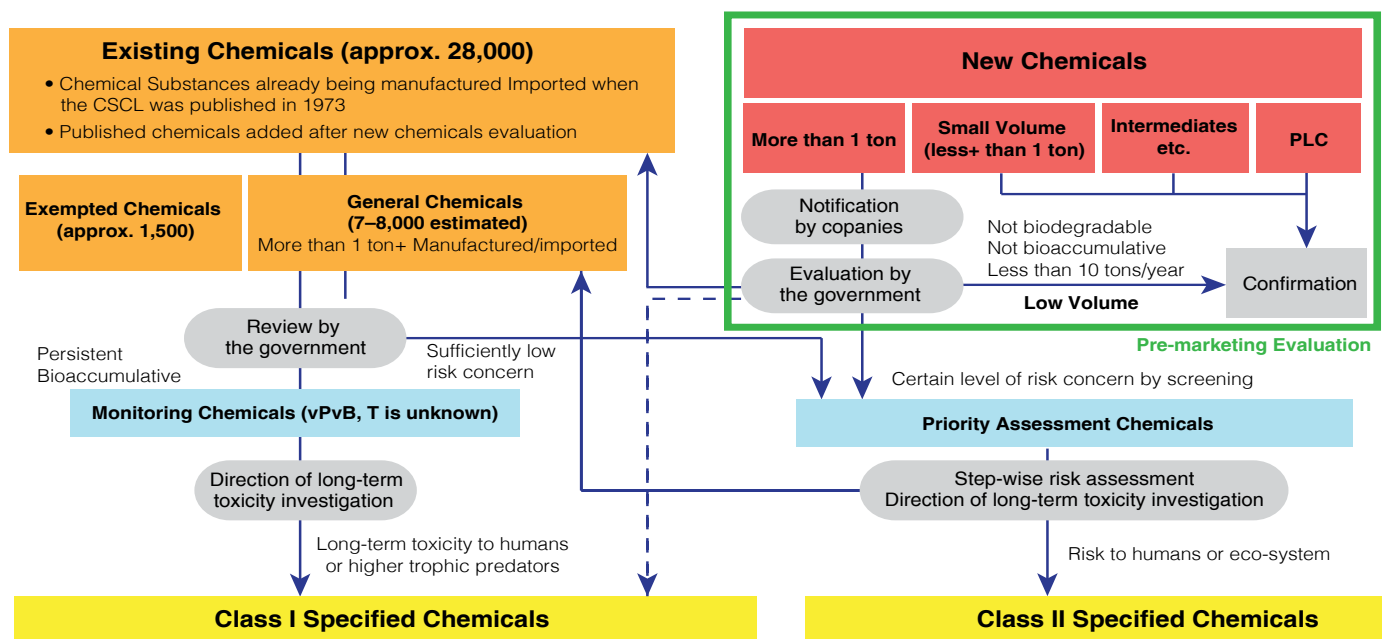 Existing Chemicals (approx. 28,000)
• Chemical Substances already being manufactured Imported when
the CSCL was published in 1973
• Published chemicals added after new chemicals evaluation
Exempted Chemicals
(approx. 1,500)
General Chemicals
(7–8,000 estimated)
More than 1 ton+ Manufactured/imported
New Chemicals
More than 1 ton
Small Volume
(less+ than 1 ton)
Intermediates
etc.
PLC
Notification
by copanies
Evaluation by
the government
Not biodegradable
Not bioaccumulative
Less than 10 tons/year
Low Volume
Confirmation
Pre-marketing Evaluation
Review by
the government
Persistent
Bioaccumulative
Sufficiently low
risk concern
Certain level of risk concern by screening
Monitoring Chemicals (vPvB, T is unknown)
Priority Assessment Chemicals
Direction of long-term
toxicity investigation
Step-wise risk assessment
Direction of long-term toxicity investigation
Long-term toxicity to humans
or higher trophic predators
Risk to humans or eco-system
Class I Specified Chemicals
Class II Specified Chemicals